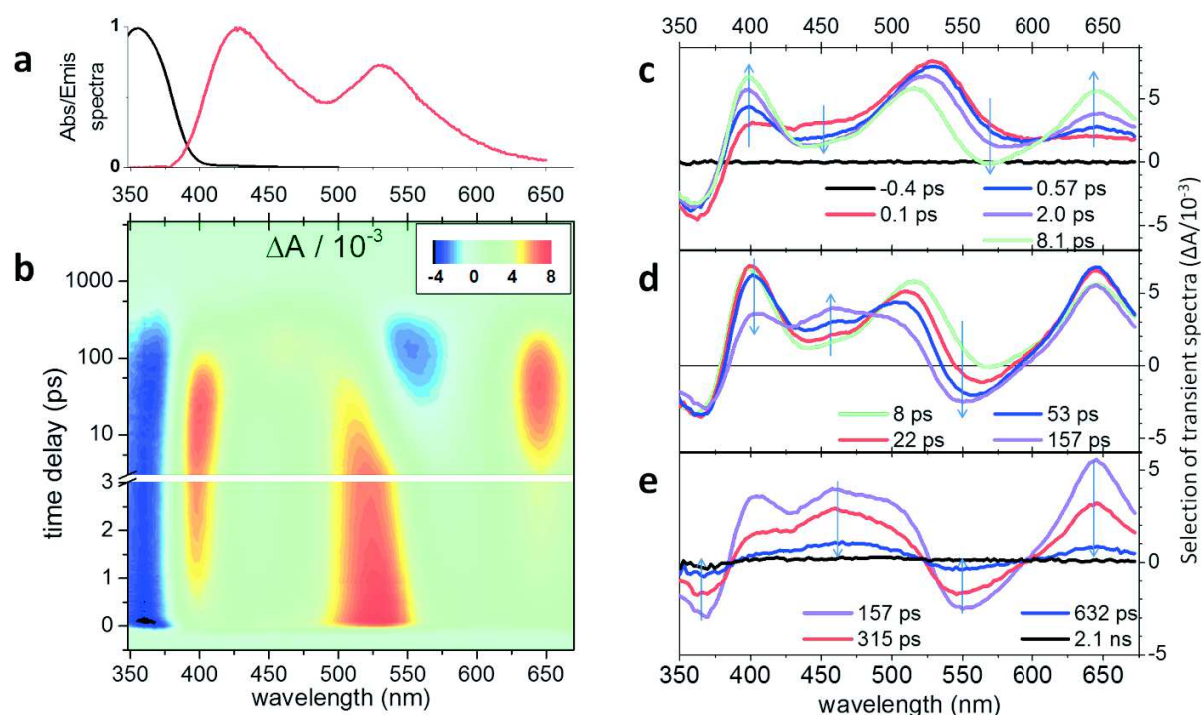 a
Abs/Emis
spectra
1
0
350 400 450 500 550 600 650
b
ΔA / 10⁻³
-4 0 4 8
time delay (ps)
1000
100
10
3
2
1
0
350 400 450 500 550 600 650
wavelength (nm)
350 400 450 500 550 600 650
c
5
0
-5
-0.4 ps
0.57 ps
0.1 ps
2.0 ps
8.1 ps
d
5
0
-5
8 ps
53 ps
22 ps
157 ps
e
5
0
-5
157 ps
632 ps
315 ps
2.1 ns
350 400 450 500 550 600 650
wavelength (nm)
Selection of transient spectra (ΔA/10⁻³)